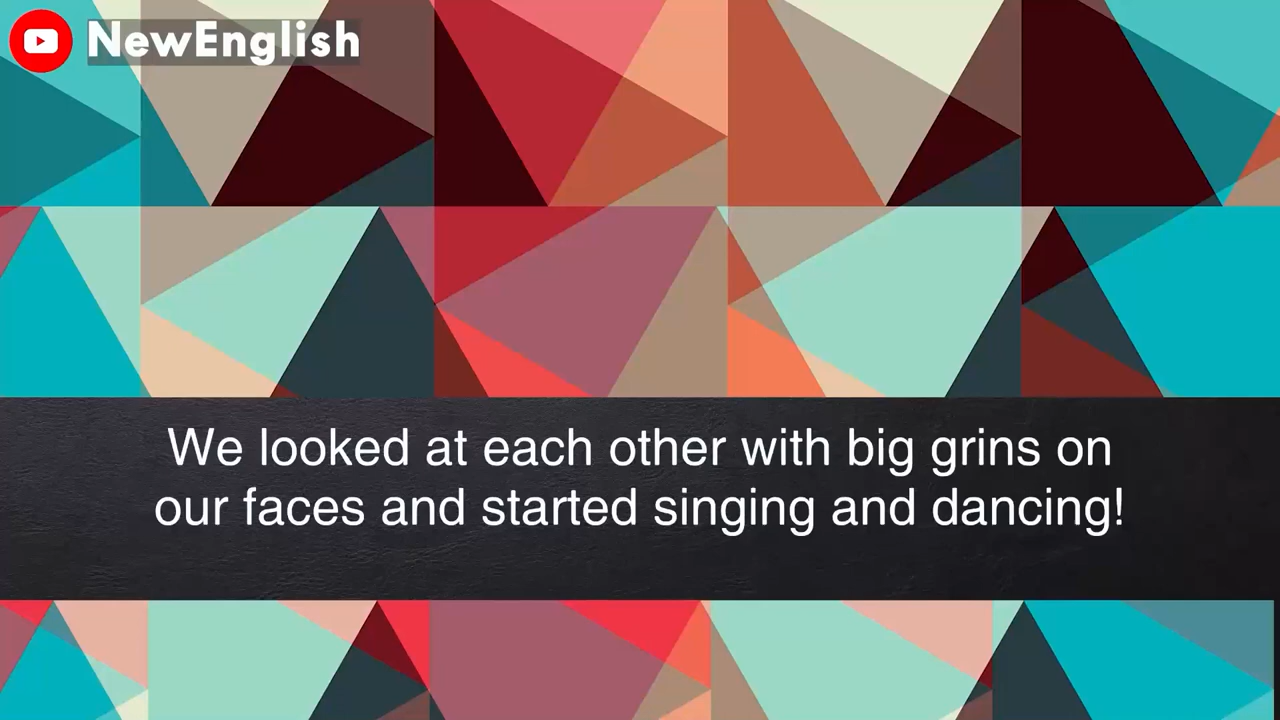 NewEnglish
We looked at each other with big grins on
our faces and started singing and dancing!